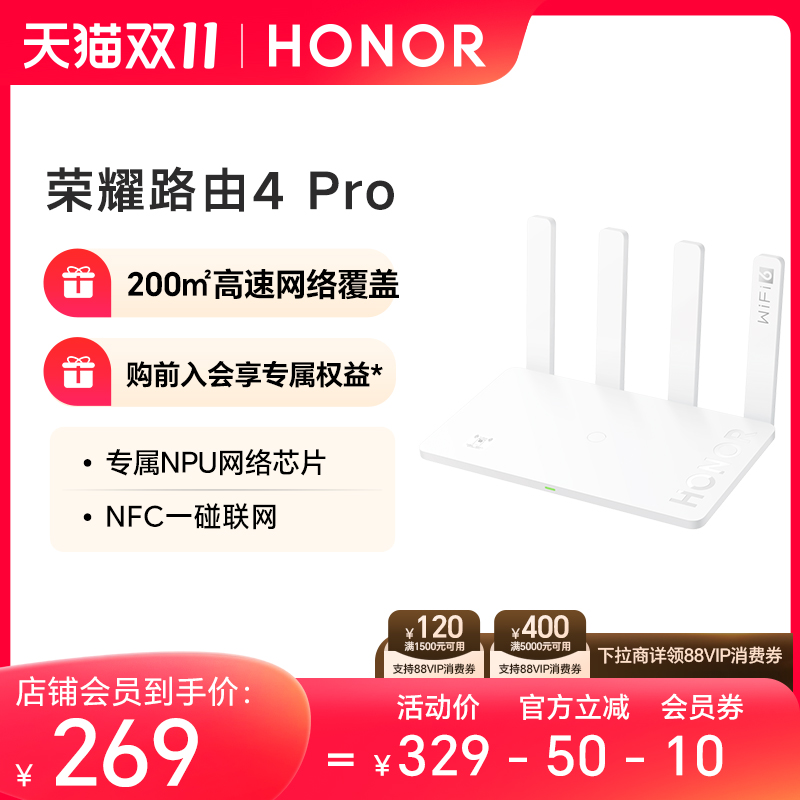 天猫双11 | HONOR
荣耀路由4 Pro
200㎡高速网络覆盖
购前入会享专属权益*
• 专属NPU网络芯片
• NFC一碰联网
WiFi 6
HONOR
¥120
满1500元可用
支持88VIP消费券
¥400
满5000元可用
支持88VIP消费券
下拉商详领88VIP消费券
店铺会员到手价：
¥ 269
活动价 官方立减 会员券
= ¥ 329 - 50 - 10